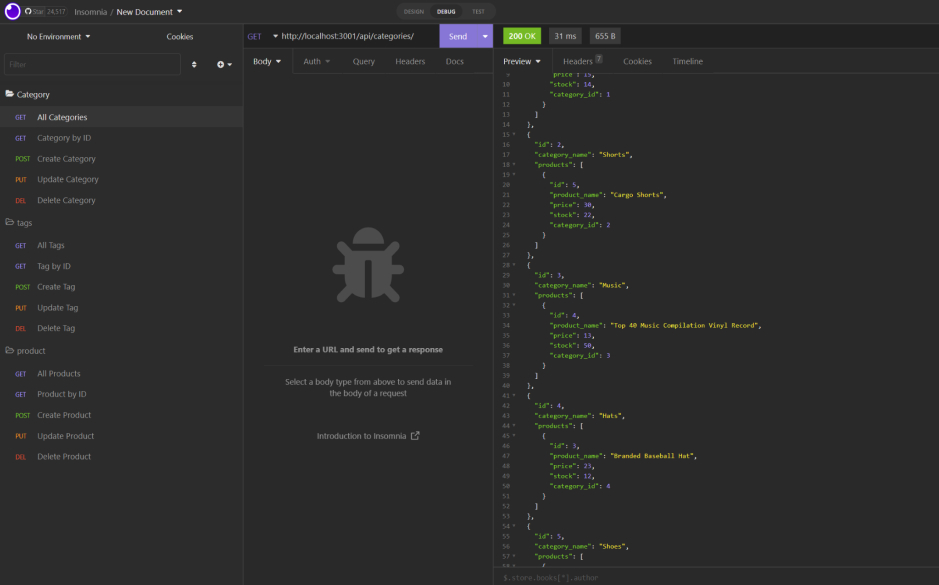 Star 24,517 Insomnia / New Document
DESIGN DEBUG TEST
No Environment Cookies
Filter
Category
GET All Categories
GET Category by ID
POST Create Category
PUT Update Category
DEL Delete Category
tags
GET All Tags
GET Tag by ID
POST Create Tag
PUT Update Tag
DEL Delete Tag
product
GET All Products
GET Product by ID
POST Create Product
PUT Update Product
DEL Delete Product
GET http://localhost:3001/api/categories/ Send
Body Auth Query Headers Docs
Enter a URL and send to get a response
Select a body type from above to send data in
the body of a request
Introduction to Insomnia
200 OK 31 ms 655 B
Preview Headers 7 Cookies Timeline
9 "price": 15,
10 "stock": 14,
11 "category_id": 1
12 }
13 ]
14 },
15 {
16 "id": 2,
17 "category_name": "Shorts",
18 "products": [
19 {
20 "id": 5,
21 "product_name": "Cargo Shorts",
22 "price": 30,
23 "stock": 22,
24 "category_id": 2
25 }
26 ]
27 },
28 {
29 "id": 3,
30 "category_name": "Music",
31 "products": [
32 {
33 "id": 4,
34 "product_name": "Top 40 Music Compilation Vinyl Record",
35 "price": 13,
36 "stock": 50,
37 "category_id": 3
38 }
39 ]
40 },
41 {
42 "id": 4,
43 "category_name": "Hats",
44 "products": [
45 {
46 "id": 3,
47 "product_name": "Branded Baseball Hat",
48 "price": 23,
49 "stock": 12,
50 "category_id": 4
51 }
52 ]
53 },
54 {
55 "id": 5,
56 "category_name": "Shoes",
57 "products": [
58 {
$.store.books[*].author